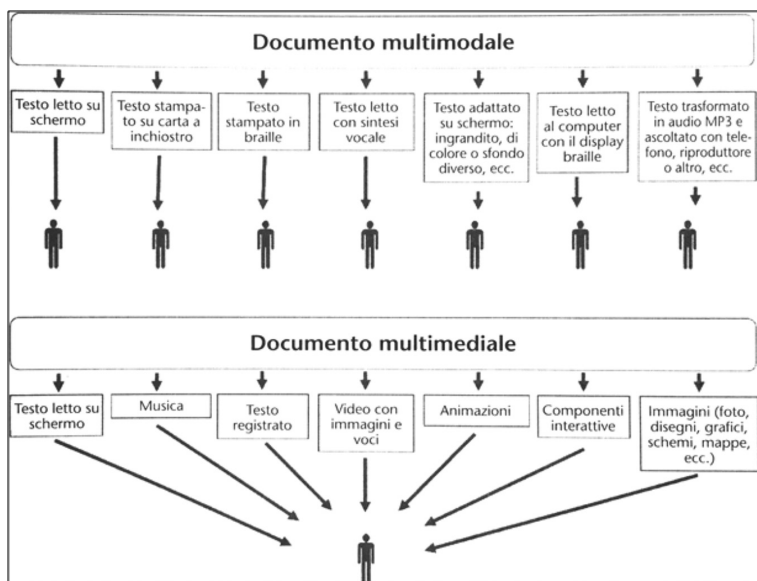 Documento multimodale
Testo letto su
schermo
Testo stampa-
to su carta a
inchiostro
Testo
stampato in
braille
Testo letto
con sintesi
vocale
Testo adattato
su schermo:
ingrandito, di
colore o sfondo
diverso, ecc.
Testo letto
al computer
con il display
braille
Testo trasformato
in audio MP3 e
ascoltato con tele-
fono, riproduttore
o altro, ecc.
Documento multimediale
Testo letto su
schermo
Musica
Testo
registrato
Video con
immagini e
voci
Animazioni
Componenti
interattive
Immagini (foto,
disegni, grafici,
schemi, mappe,
ecc.)